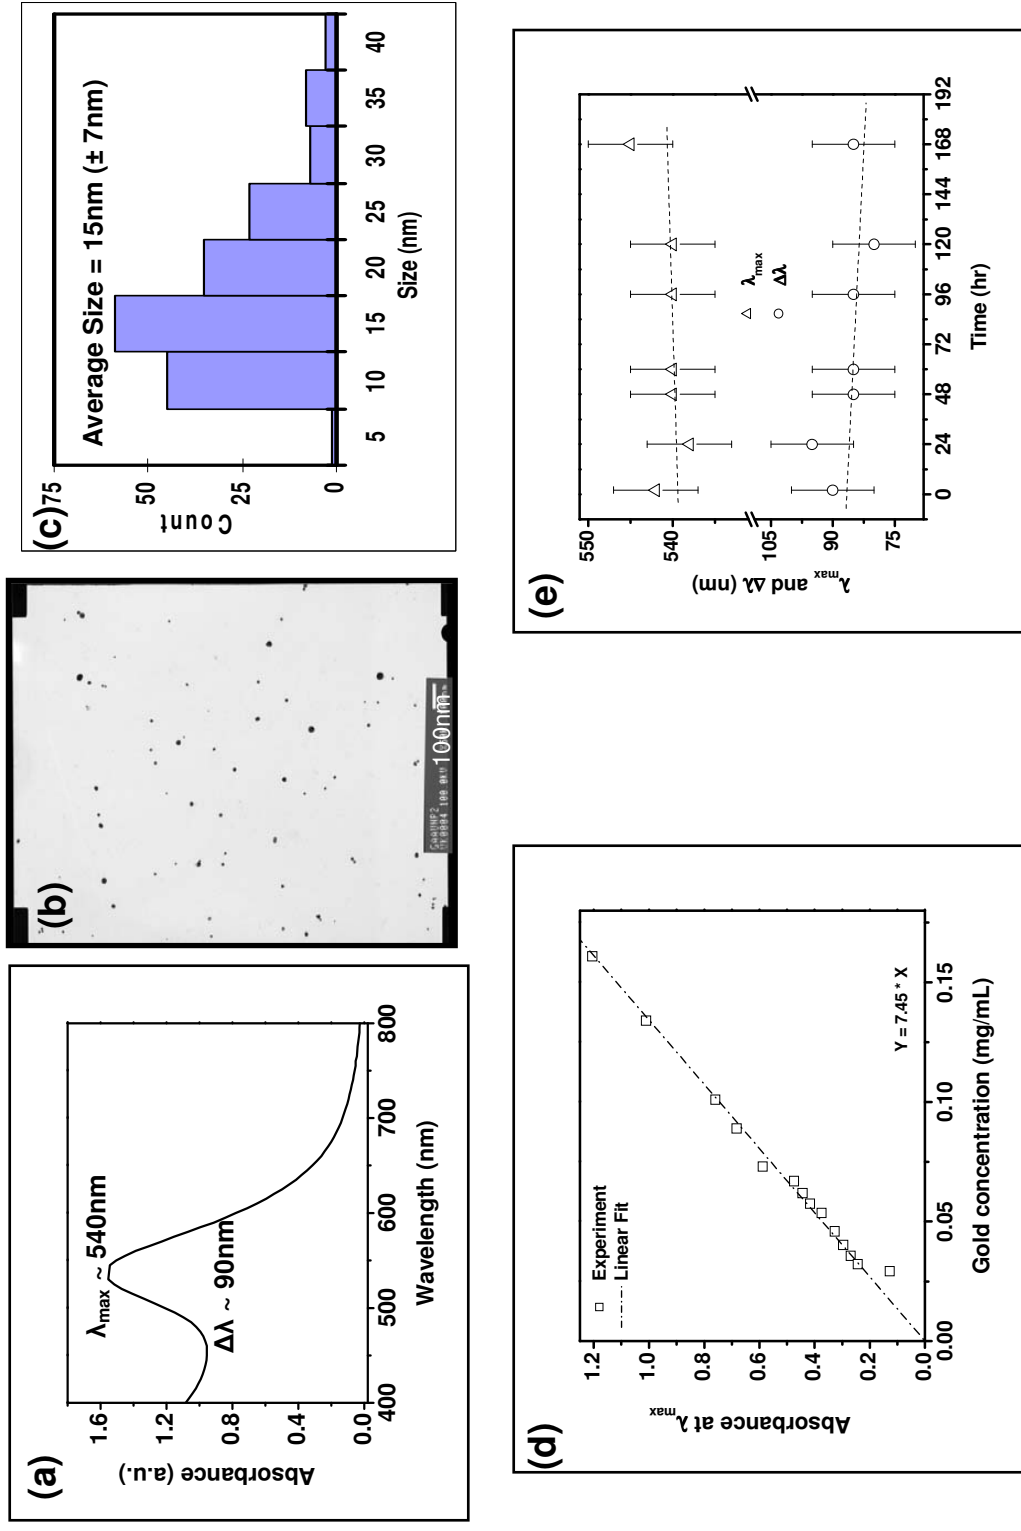 (a)
λmax ~ 540nm
Δλ ~ 90nm
Absorbance (a.u.)
1.6
1.2
0.8
0.4
0.0
400
500
600
700
800
Wavelength (nm)
(b)
100nm
(c)
Average Size = 15nm (± 7nm)
Count
75
50
25
0
5
10
15
20
25
30
35
40
Size (nm)
(d)
Experiment
Linear Fit
Y = 7.45 * X
Absorbance at λmax
1.2
1.0
0.8
0.6
0.4
0.2
0.0
0.00
0.05
0.10
0.15
Gold concentration (mg/mL)
(e)
λmax and Δλ (nm)
550
540
105
90
75
λmax
Δλ
0
24
48
72
96
120
144
168
192
Time (hr)